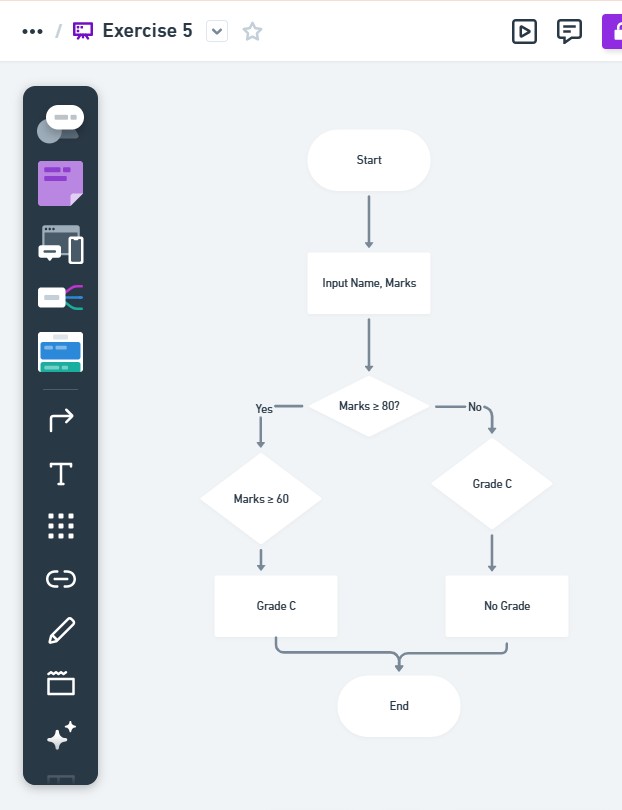 Exercise 5
Start
Input Name, Marks
Marks ≥ 80?
Yes
No
Marks ≥ 60
Grade C
Grade C
No Grade
End